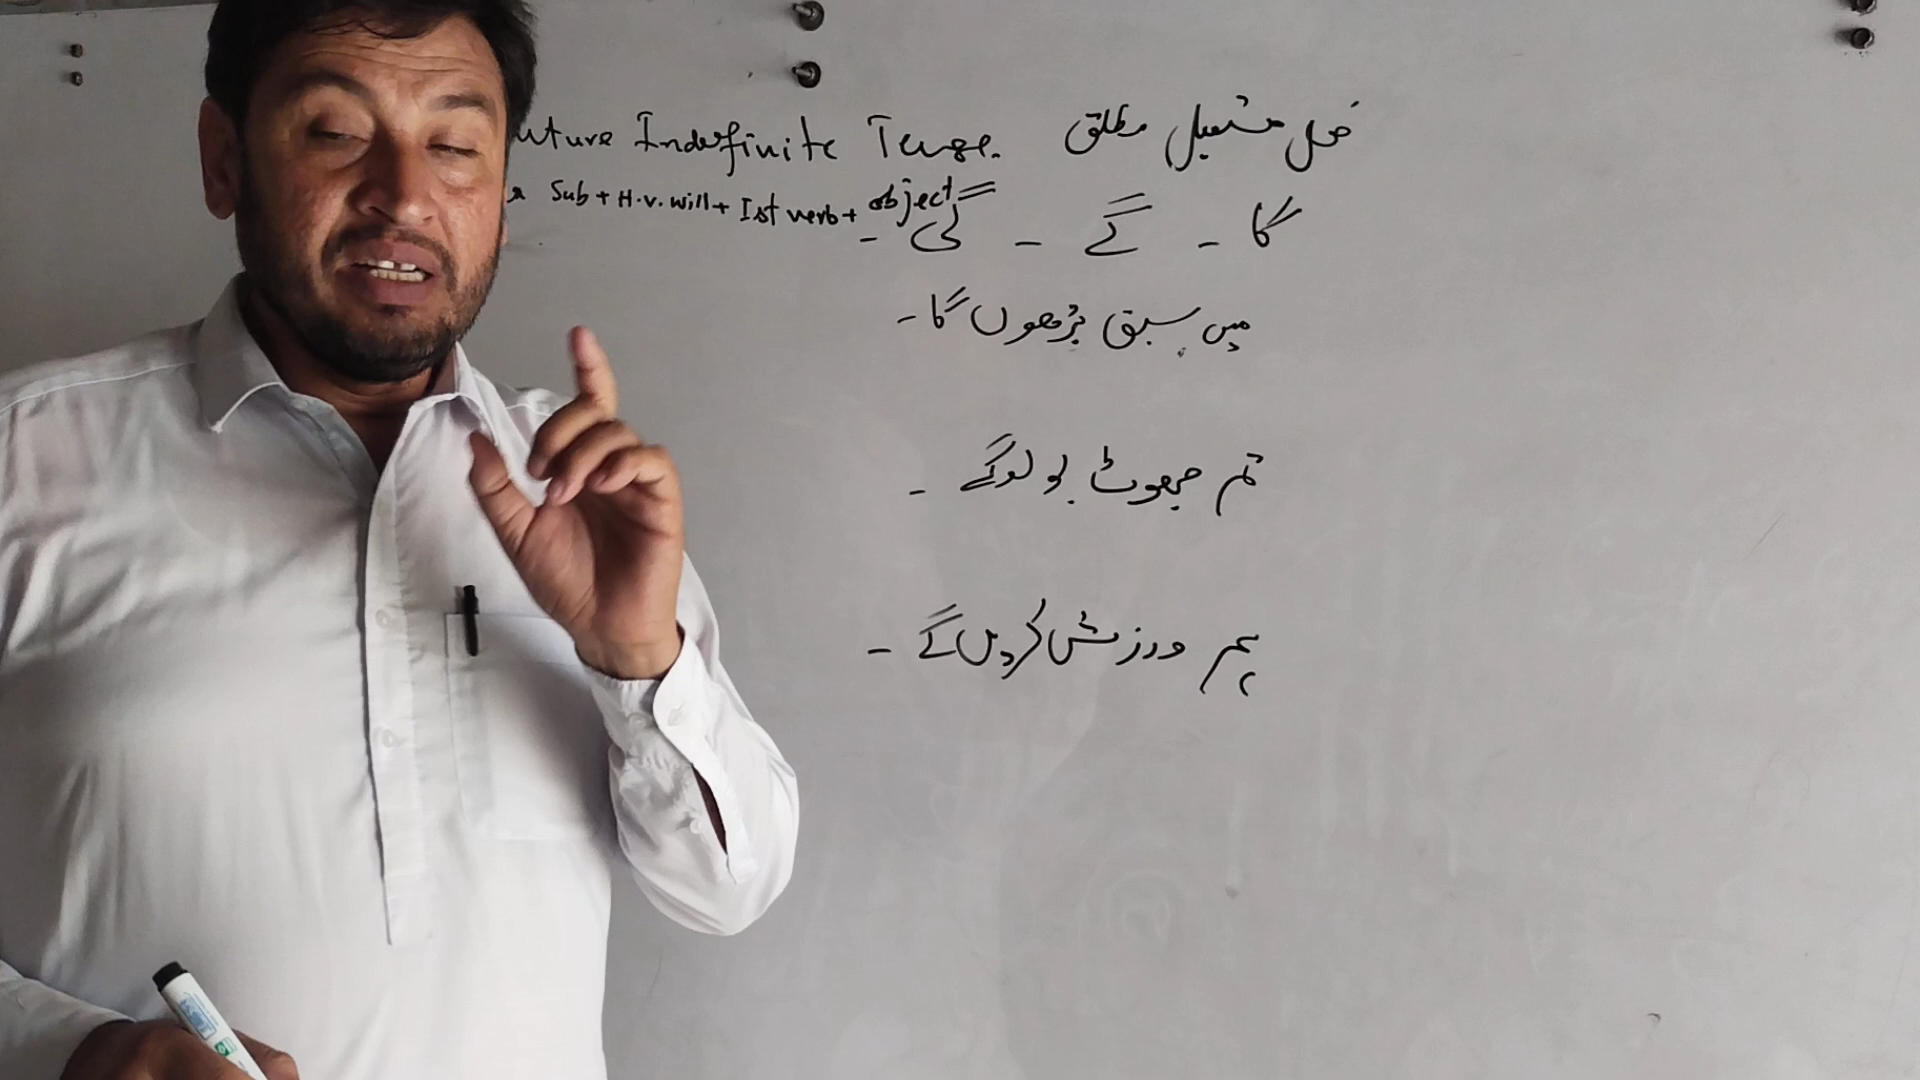 uture Indefinite Tense. فعل مستقبل مطلق
Sub + H.v. will + Ist verb + object
گا - گے - گی -
میں سبق پڑھوں گا -
تم جھوٹ بولو گے -
ہم ورزش کریں گے -